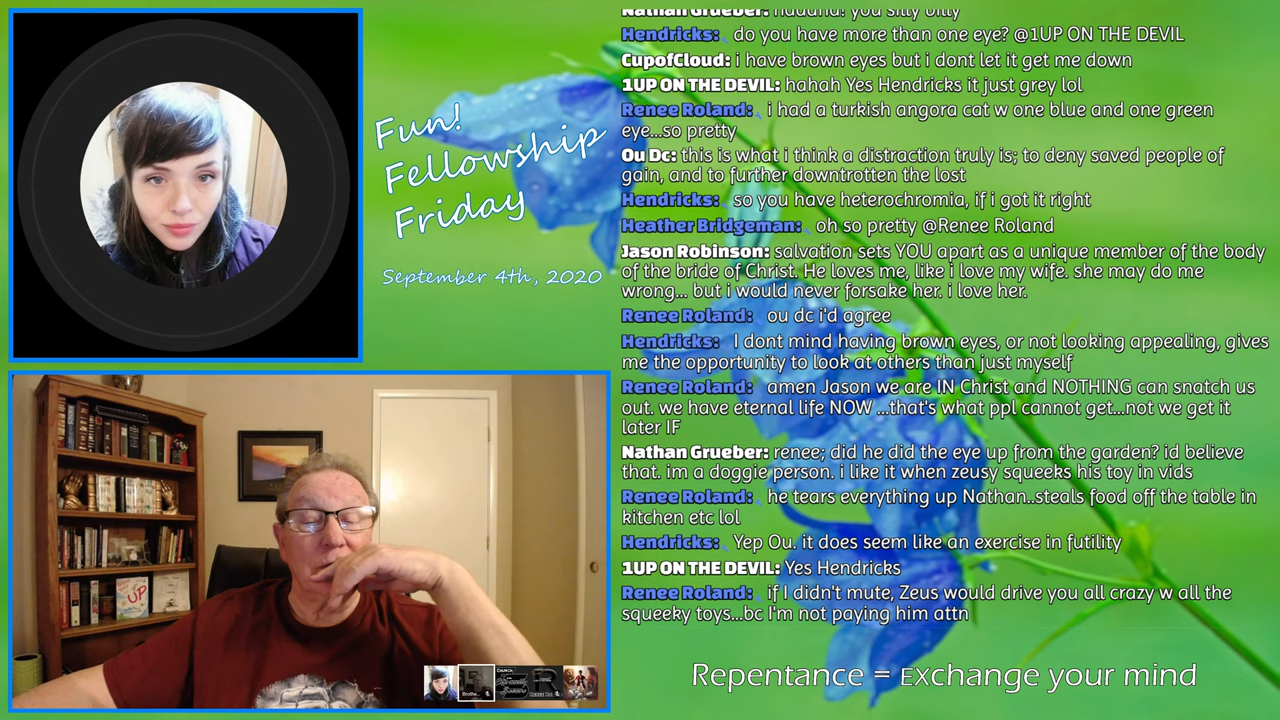 Fun!
Fellowship
Friday
September 4th, 2020
Nathan Grueber: hahaha! you silly billy
Hendricks: do you have more than one eye? @1UP ON THE DEVIL
CupofCloud: i have brown eyes but i dont let it get me down
1UP ON THE DEVIL: hahah Yes Hendricks it just grey lol
Renee Roland: i had a turkish angora cat w one blue and one green
eye...so pretty
Ou Dc: this is what i think a distraction truly is; to deny saved people of
gain, and to further downtrotten the lost
Hendricks: so you have heterochromia, if i got it right
Heather Bridgeman: oh so pretty @Renee Roland
Jason Robinson: salvation sets YOU apart as a unique member of the body
of the bride of Christ. He loves me, like i love my wife. she may do me
wrong... but i would never forsake her. i love her.
Renee Roland: ou dc i'd agree
Hendricks: I dont mind having brown eyes, or not looking appealing, gives
me the opportunity to look at others than just myself
Renee Roland: amen Jason we are IN Christ and NOTHING can snatch us
out. we have eternal life NOW ...that's what ppl cannot get...not we get it
later IF
Nathan Grueber: renee; did he did the eye up from the garden? id believe
that. im a doggie person. i like it when zeusy squeeks his toy in vids
Renee Roland: he tears everything up Nathan..steals food off the table in
kitchen etc lol
Hendricks: Yep Ou. it does seem like an exercise in futility
1UP ON THE DEVIL: Yes Hendricks
Renee Roland: if I didn't mute, Zeus would drive you all crazy w all the
squeeky toys...bc I'm not paying him attn
Repentance = EXchange your mind
UP
Brothe...
CHURCH